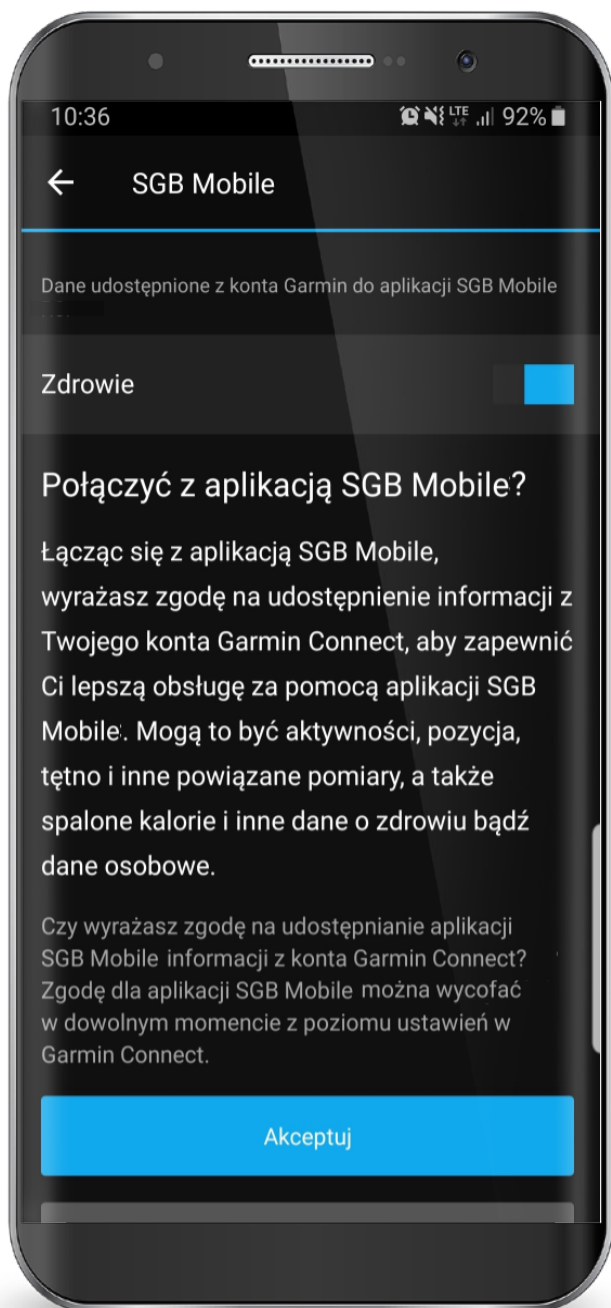 10:36
LTE 92%
SGB Mobile
Dane udostępnione z konta Garmin do aplikacji SGB Mobile
Zdrowie
Połączyć z aplikacją SGB Mobile?
Łącząc się z aplikacją SGB Mobile,
wyrażasz zgodę na udostępnienie informacji z
Twojego konta Garmin Connect, aby zapewnić
Ci lepszą obsługę za pomocą aplikacji SGB
Mobile. Mogą to być aktywności, pozycja,
tętno i inne powiązane pomiary, a także
spalone kalorie i inne dane o zdrowiu bądź
dane osobowe.
Czy wyrażasz zgodę na udostępnianie aplikacji
SGB Mobile informacji z konta Garmin Connect?
Zgodę dla aplikacji SGB Mobile można wycofać
w dowolnym momencie z poziomu ustawień w
Garmin Connect.
Akceptuj